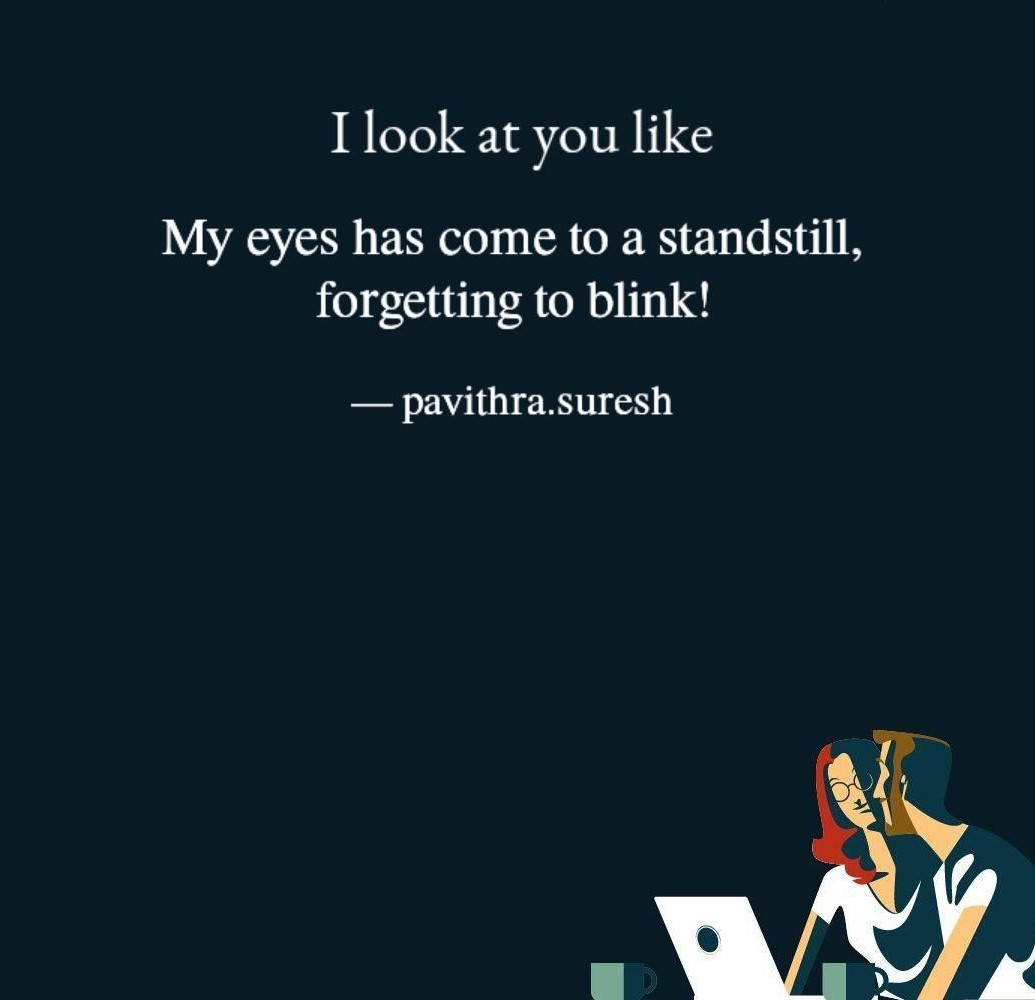 I look at you like
My eyes has come to a standstill,
forgetting to blink!
— pavithra.suresh